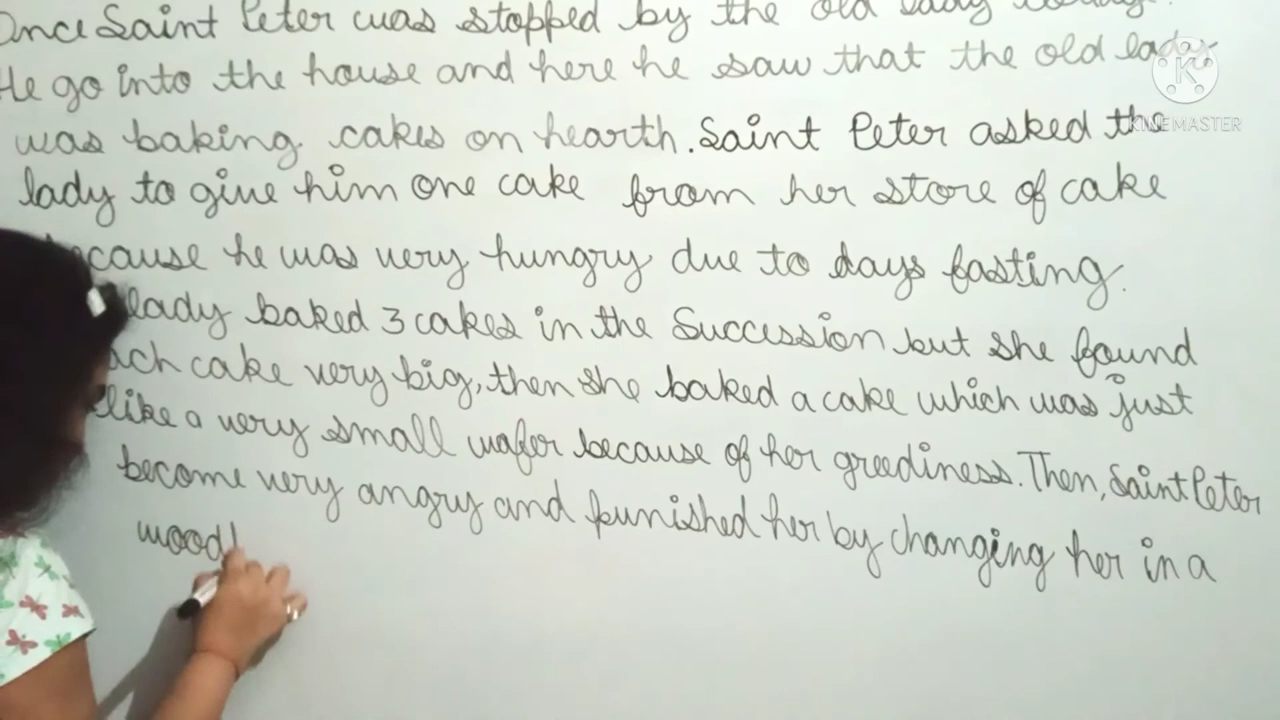 Once Saint Peter was stopped by the old lady
He go into the house and here he saw that the old lady
was baking cakes on hearth. Saint Peter asked the
lady to give him one cake from her store of cake
because he was very hungry due to days fasting.
lady baked 3 cakes in the Succession but she found
each cake very big, then she baked a cake which was just
like a very small wafer because of her greediness. Then, Saint Peter
become very angry and punished her by changing her in a
wood
K
KINEMASTER